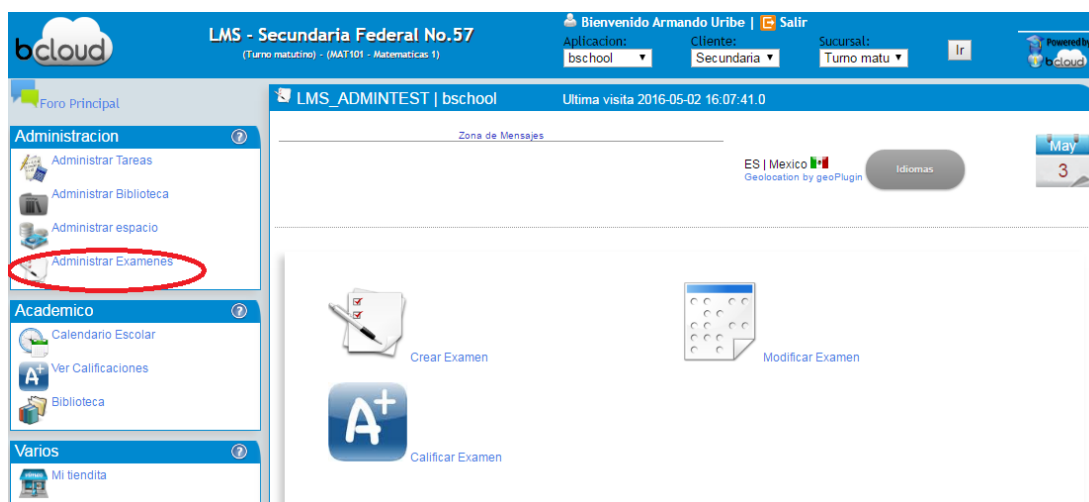 bcloud
LMS - Secundaria Federal No.57
(Turno matutino) - (MAT101 - Matematicas 1)
Bienvenido Armando Uribe | Salir
Aplicacion: Cliente: Sucursal:
bschool Secundaria Turno matu Ir
Powered by
bcloud
Foro Principal
LMS_ADMINTEST | bschool Ultima visita 2016-05-02 16:07:41.0
Administracion ?
Administrar Tareas
Administrar Biblioteca
Administrar espacio
Administrar Examenes
Zona de Mensajes
ES | Mexico
Geolocation by geoPlugin
Idiomas
May
3
Academico ?
Calendario Escolar
A+ Ver Calificaciones
Biblioteca
Varios ?
Mi tiendita
Crear Examen
Modificar Examen
A+
Calificar Examen